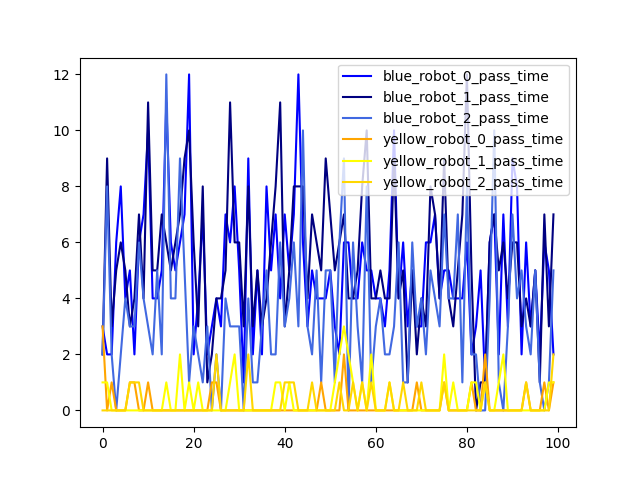 12
10
8
6
4
2
0
0
20
40
60
80
100
blue_robot_0_pass_time
blue_robot_1_pass_time
blue_robot_2_pass_time
yellow_robot_0_pass_time
yellow_robot_1_pass_time
yellow_robot_2_pass_time